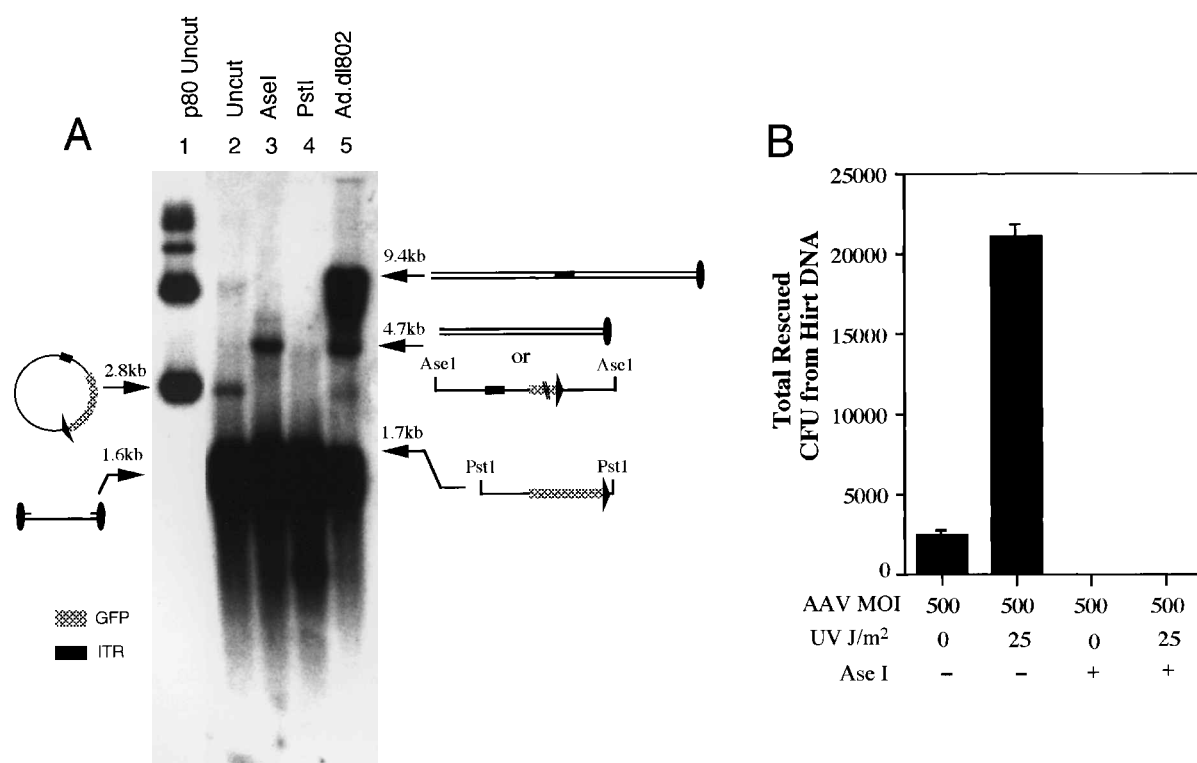 A
p80 Uncut
Uncut
AseI
PstI
Ad.dl802
1 2 3 4 5
9.4kb
4.7kb
or
Ase1 Ase1
2.8kb
1.7kb
1.6kb
Pst1 Pst1
GFP
ITR
B
Total Rescued
CFU from Hirt DNA
25000
20000
15000
10000
5000
0
AAV MOI 500 500 500 500
UV J/m² 0 25 0 25
Ase I – – + +